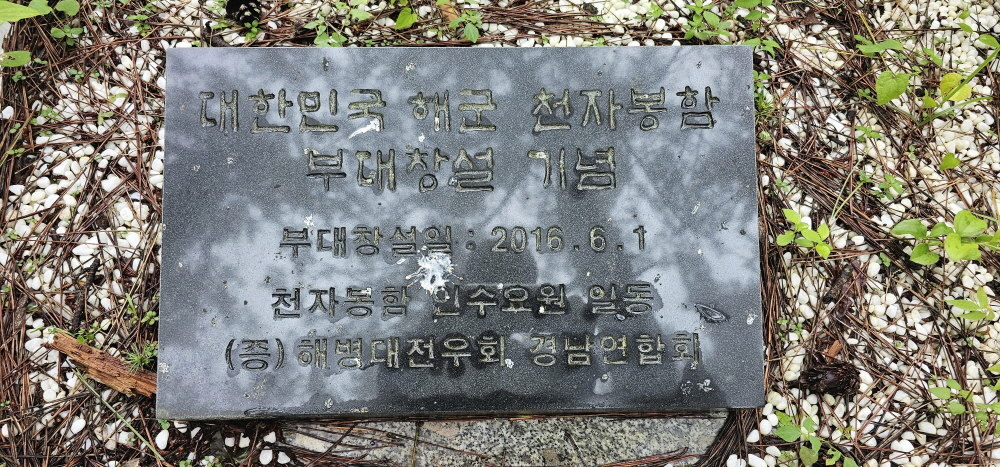 대한민국 해군 천자봉함
부대창설 기념
부대창설일 : 2016 . 6 . 1
천자봉함 인수요원 일동
(증) 해병대전우회 경남연합회